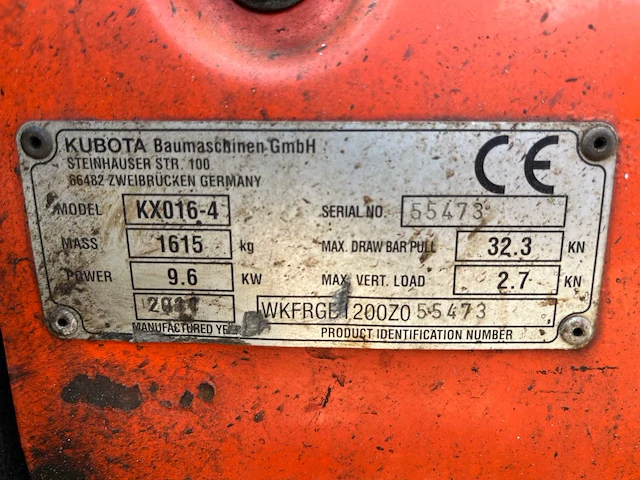 KUBOTA Baumaschinen GmbH
STEINHAUSER STR. 100
66482 ZWEIBRÜCKEN GERMANY
CE
MODEL KX016-4 SERIAL NO. 55473
MASS 1615 kg MAX. DRAW BAR PULL 32.3 KN
POWER 9.6 KW MAX. VERT. LOAD 2.7 KN
MANUFACTURED
PRODUCT IDENTIFICATION NUMBER